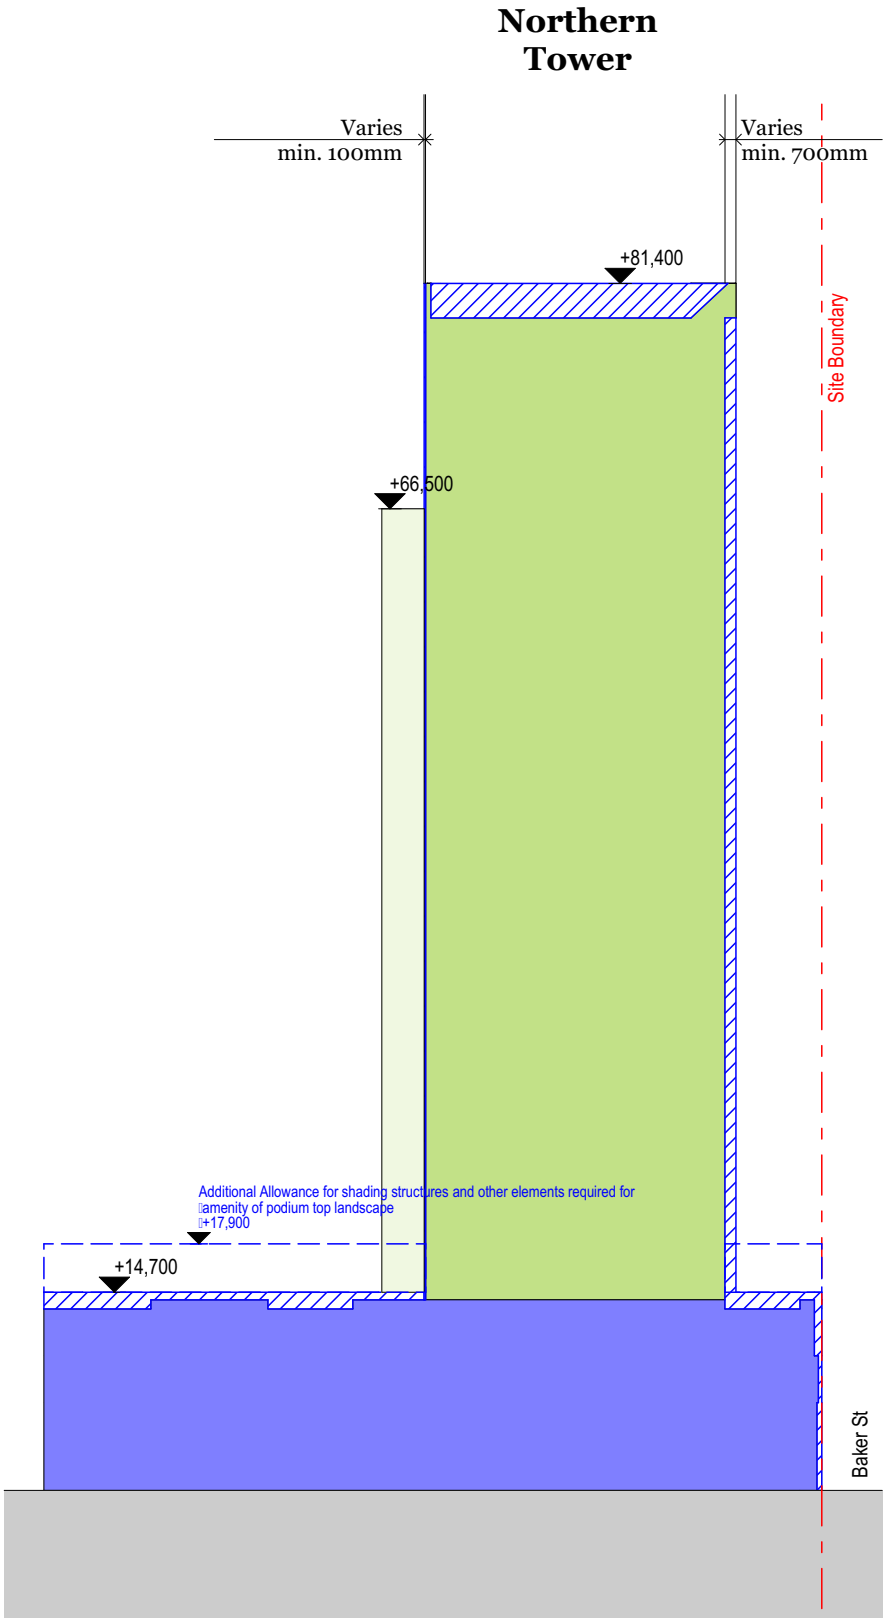 Northern
Tower
Varies
min. 100mm
Varies
min. 700mm
+81,400
Site Boundary
+66,500
Additional Allowance for shading structures and other elements required for
amenity of podium top landscape
+17,900
+14,700
Baker St